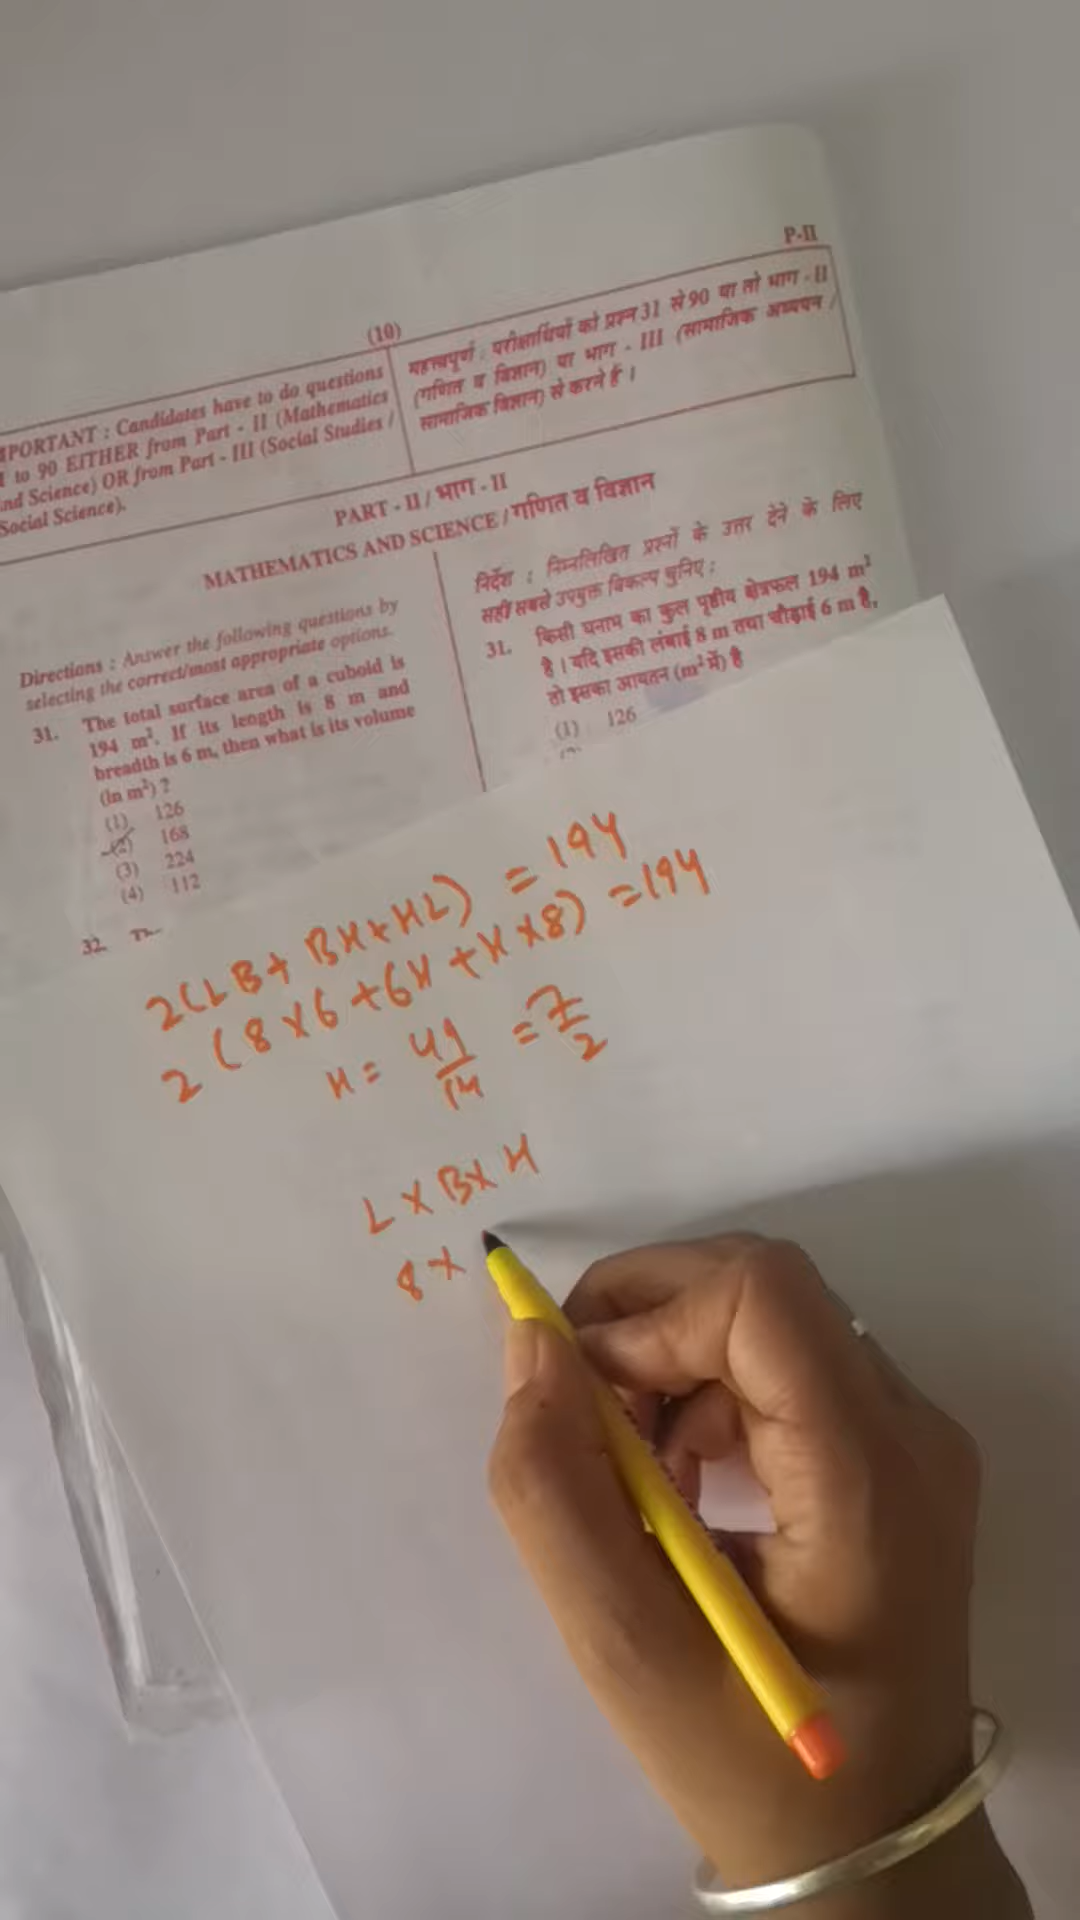 P-II
(10)
PORTANT : Candidates have to do questions
to 90 EITHER from Part - II (Mathematics
nd Science) OR from Part - III (Social Studies /
Social Science).
महत्त्वपूर्ण : परीक्षार्थियों को प्रश्न 31 से 90 या तो भाग - II
(गणित व विज्ञान) या भाग - III (सामाजिक अध्ययन /
सामाजिक विज्ञान) से करने हैं ।
PART - II / भाग - II
MATHEMATICS AND SCIENCE / गणित व विज्ञान
Directions : Answer the following questions by
selecting the correct/most appropriate options.
31. The total surface area of a cuboid is
194 m². If its length is 8 m and
breadth is 6 m, then what is its volume
(in m²) ?
(1) 126
(2) 168
(3) 224
(4) 112
32.
निर्देश : निम्नलिखित प्रश्नों के उत्तर देने के लिए
सही/सबसे उपयुक्त विकल्प चुनिए :
31. किसी घनाभ का कुल पृष्ठीय क्षेत्रफल 194 m²
है । यदि इसकी लंबाई 8 m तथा चौड़ाई 6 m है,
तो इसका आयतन (m² में) है
(1) 126
2(LB+ BH+HL) = 194
2 (8×6+6H+H×8) =194
H = 49/14 = 7/2
L × B× H
8 ×